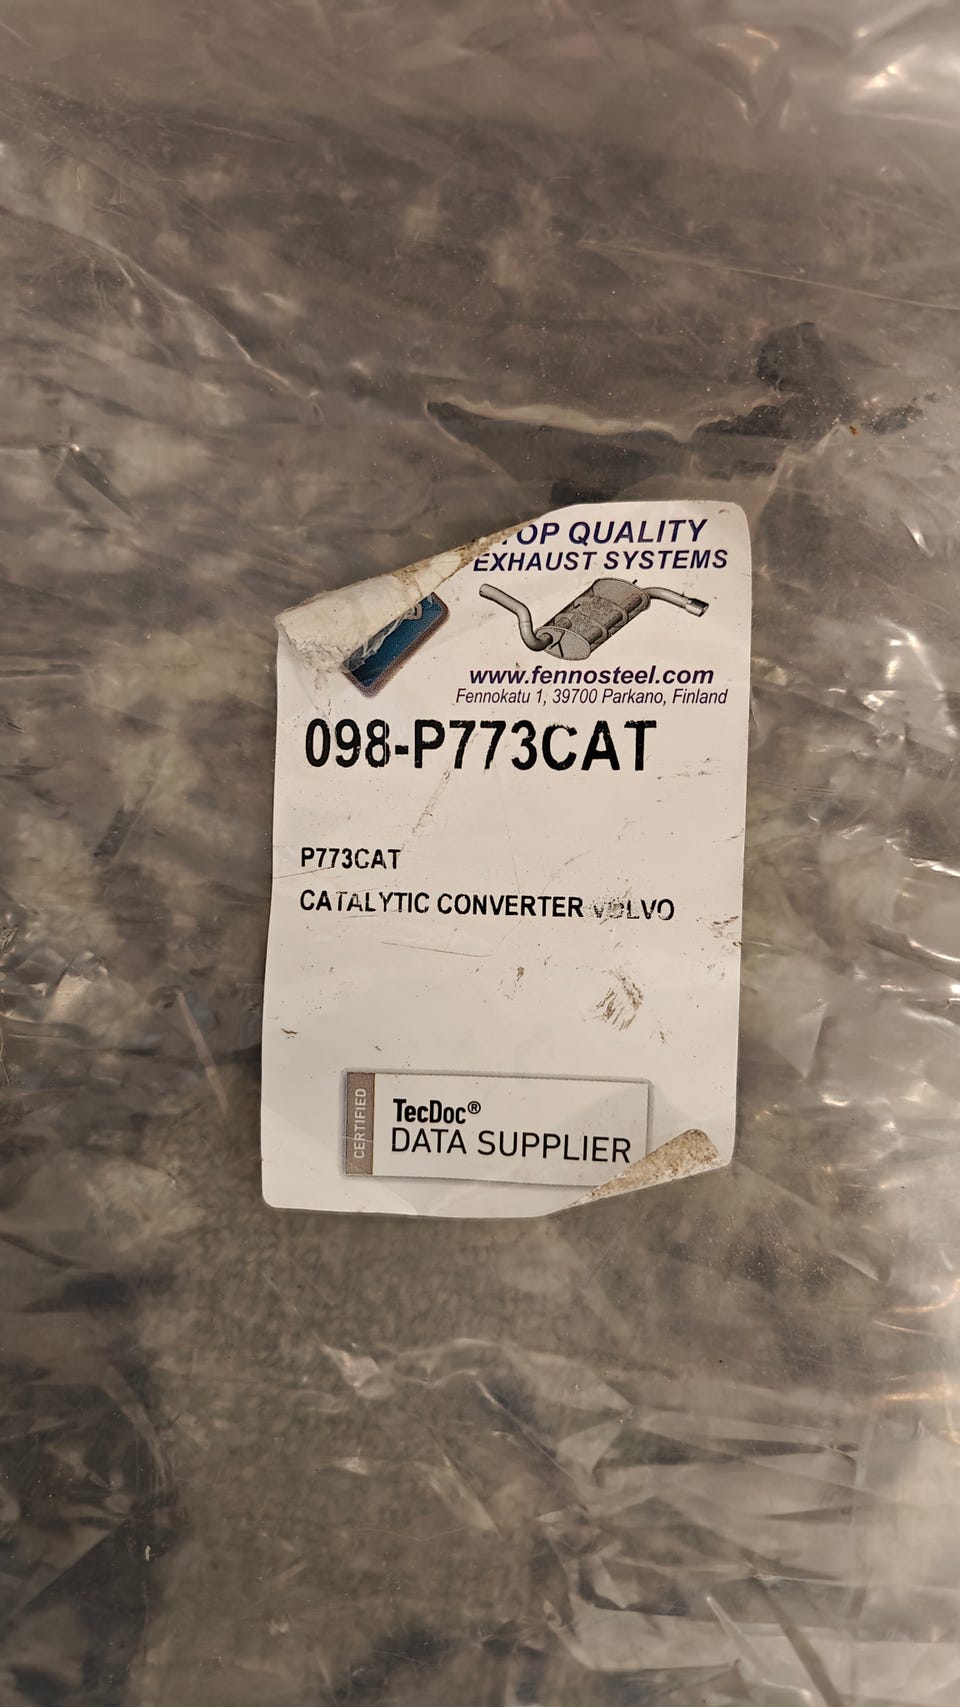 TOP QUALITY
EXHAUST SYSTEMS
www.fennosteel.com
Fennokatu 1, 39700 Parkano, Finland
098-P773CAT
P773CAT
CATALYTIC CONVERTER VOLVO
CERTIFIED
TecDoc®
DATA SUPPLIER